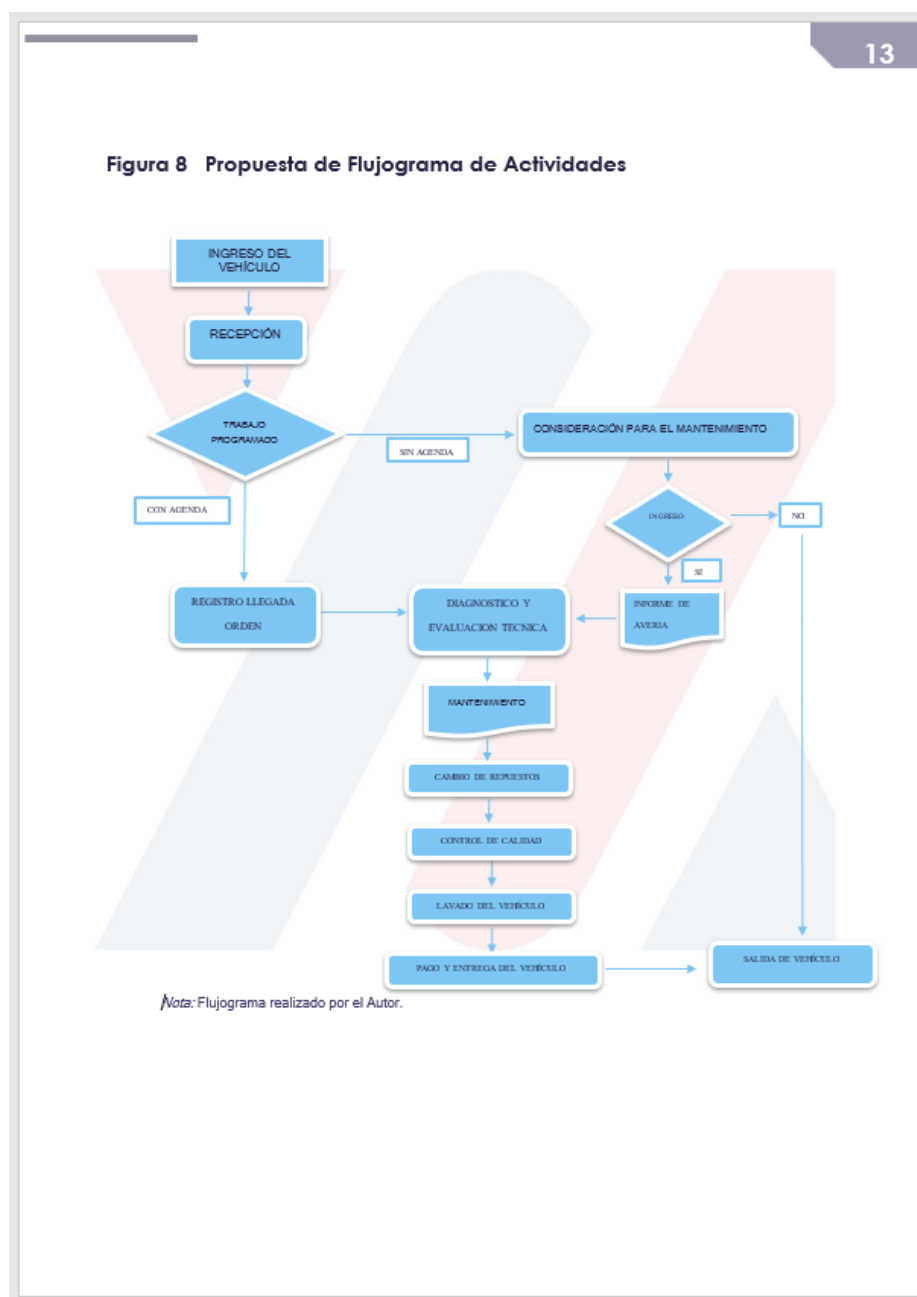 13
Figura 8 Propuesta de Flujograma de Actividades
INGRESO DEL
VEHÍCULO
RECEPCIÓN
TRABAJO
PROGRAMADO
SIN AGENDA
CONSIDERACIÓN PARA EL MANTENIMIENTO
CON AGENDA
INGRESO
NO
SI
REGISTRO LLEGADA
ORDEN
DIAGNOSTICO Y
EVALUACION TECNICA
INFORME DE
AVERIA
MANTENIMIENTO
CAMBIO DE REPUESTOS
CONTROL DE CALIDAD
LAVADO DEL VEHÍCULO
PAGO Y ENTREGA DEL VEHÍCULO
SALIDA DE VEHÍCULO
Nota: Flujograma realizado por el Autor.